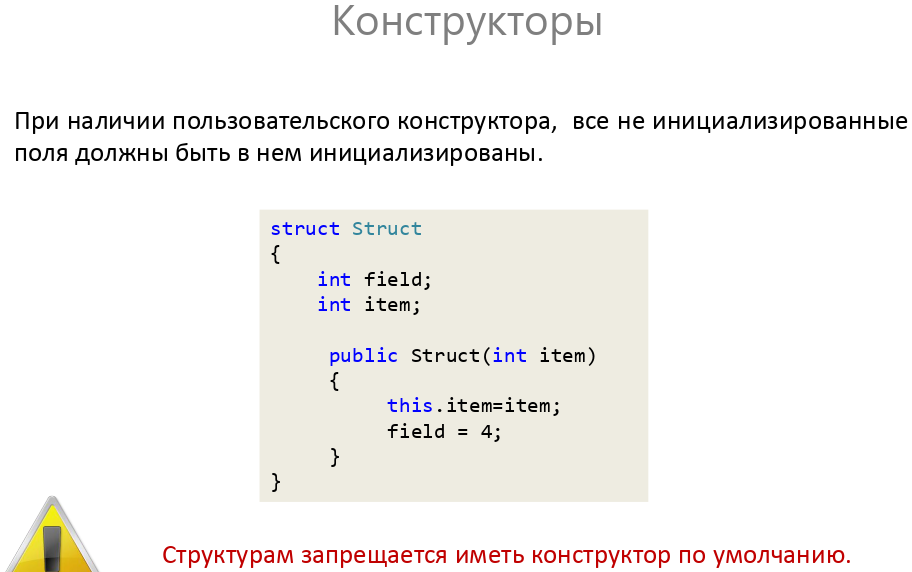 Конструкторы
При наличии пользовательского конструктора, все не инициализированные
поля должны быть в нем инициализированы.
struct Struct
{
int field;
int item;
public Struct(int item)
{
this.item=item;
field = 4;
}
}
Структурам запрещается иметь конструктор по умолчанию.